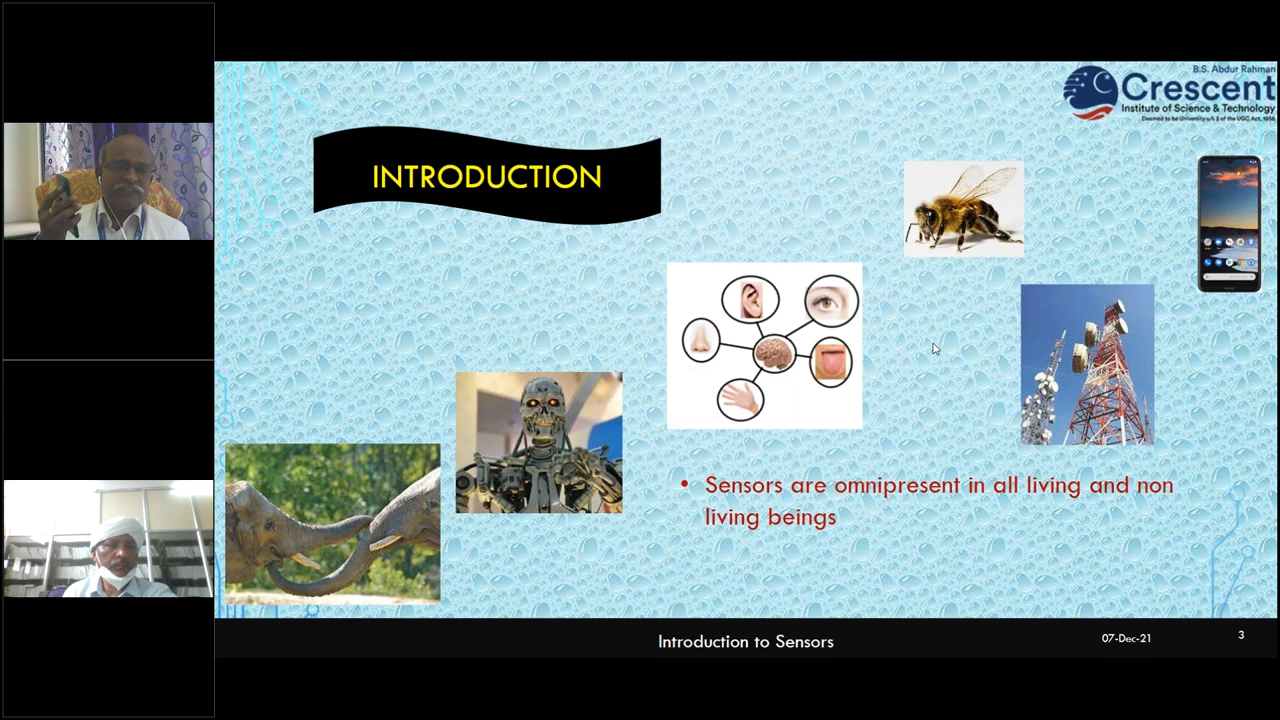 B.S. Abdur Rahman
Crescent
Institute of Science & Technology
Deemed to be University u/s 3 of the UGC Act, 1956
INTRODUCTION
• Sensors are omnipresent in all living and non
living beings
Introduction to Sensors
07-Dec-21
3